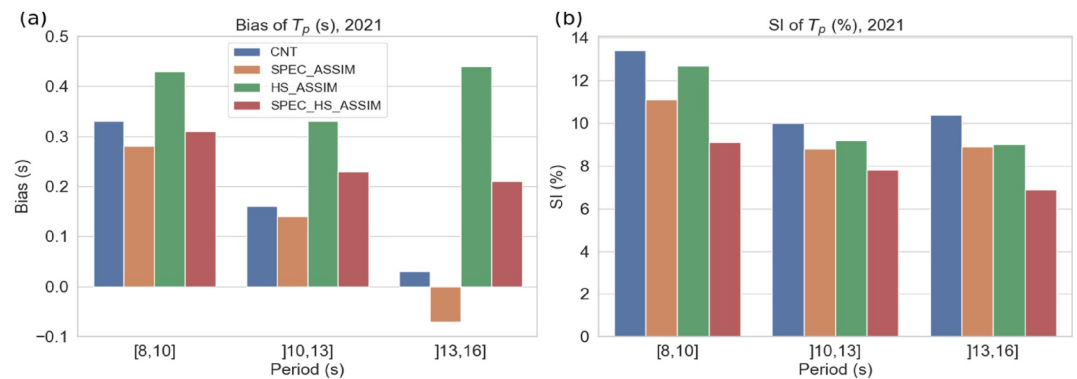 (a)
Bias of Tp (s), 2021
0.5
0.4
0.3
0.2
0.1
0.0
−0.1
Bias (s)
CNT
SPEC_ASSIM
HS_ASSIM
SPEC_HS_ASSIM
[8,10]
]10,13]
]13,16]
Period (s)
(b)
SI of Tp (%), 2021
14
12
10
8
6
4
2
0
SI (%)
[8,10]
]10,13]
]13,16]
Period (s)